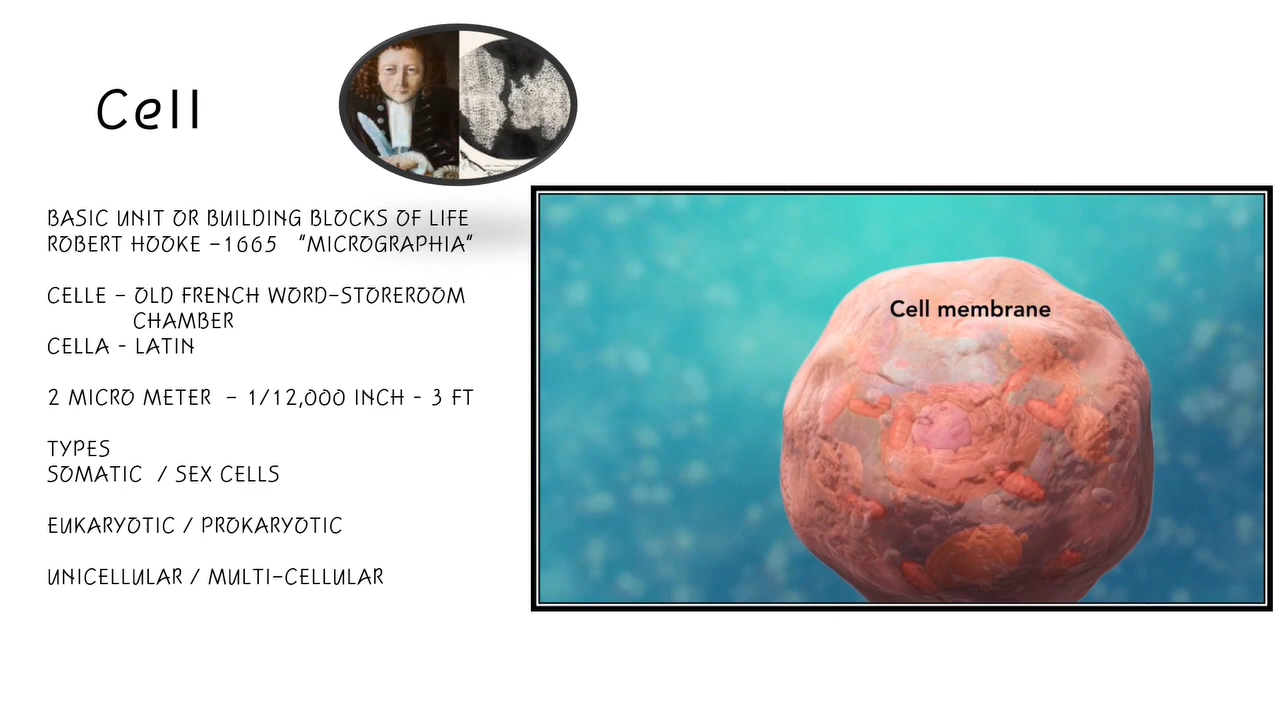 Cell
BASIC UNIT OR BUILDING BLOCKS OF LIFE
ROBERT HOOKE -1665 "MICROGRAPHIA"
CELLE – OLD FRENCH WORD-STOREROOM
CHAMBER
CELLA - LATIN
2 MICRO METER – 1/12,000 INCH - 3 FT
TYPES
SOMATIC / SEX CELLS
EUKARYOTIC / PROKARYOTIC
UNICELLULAR / MULTI-CELLULAR
Cell membrane